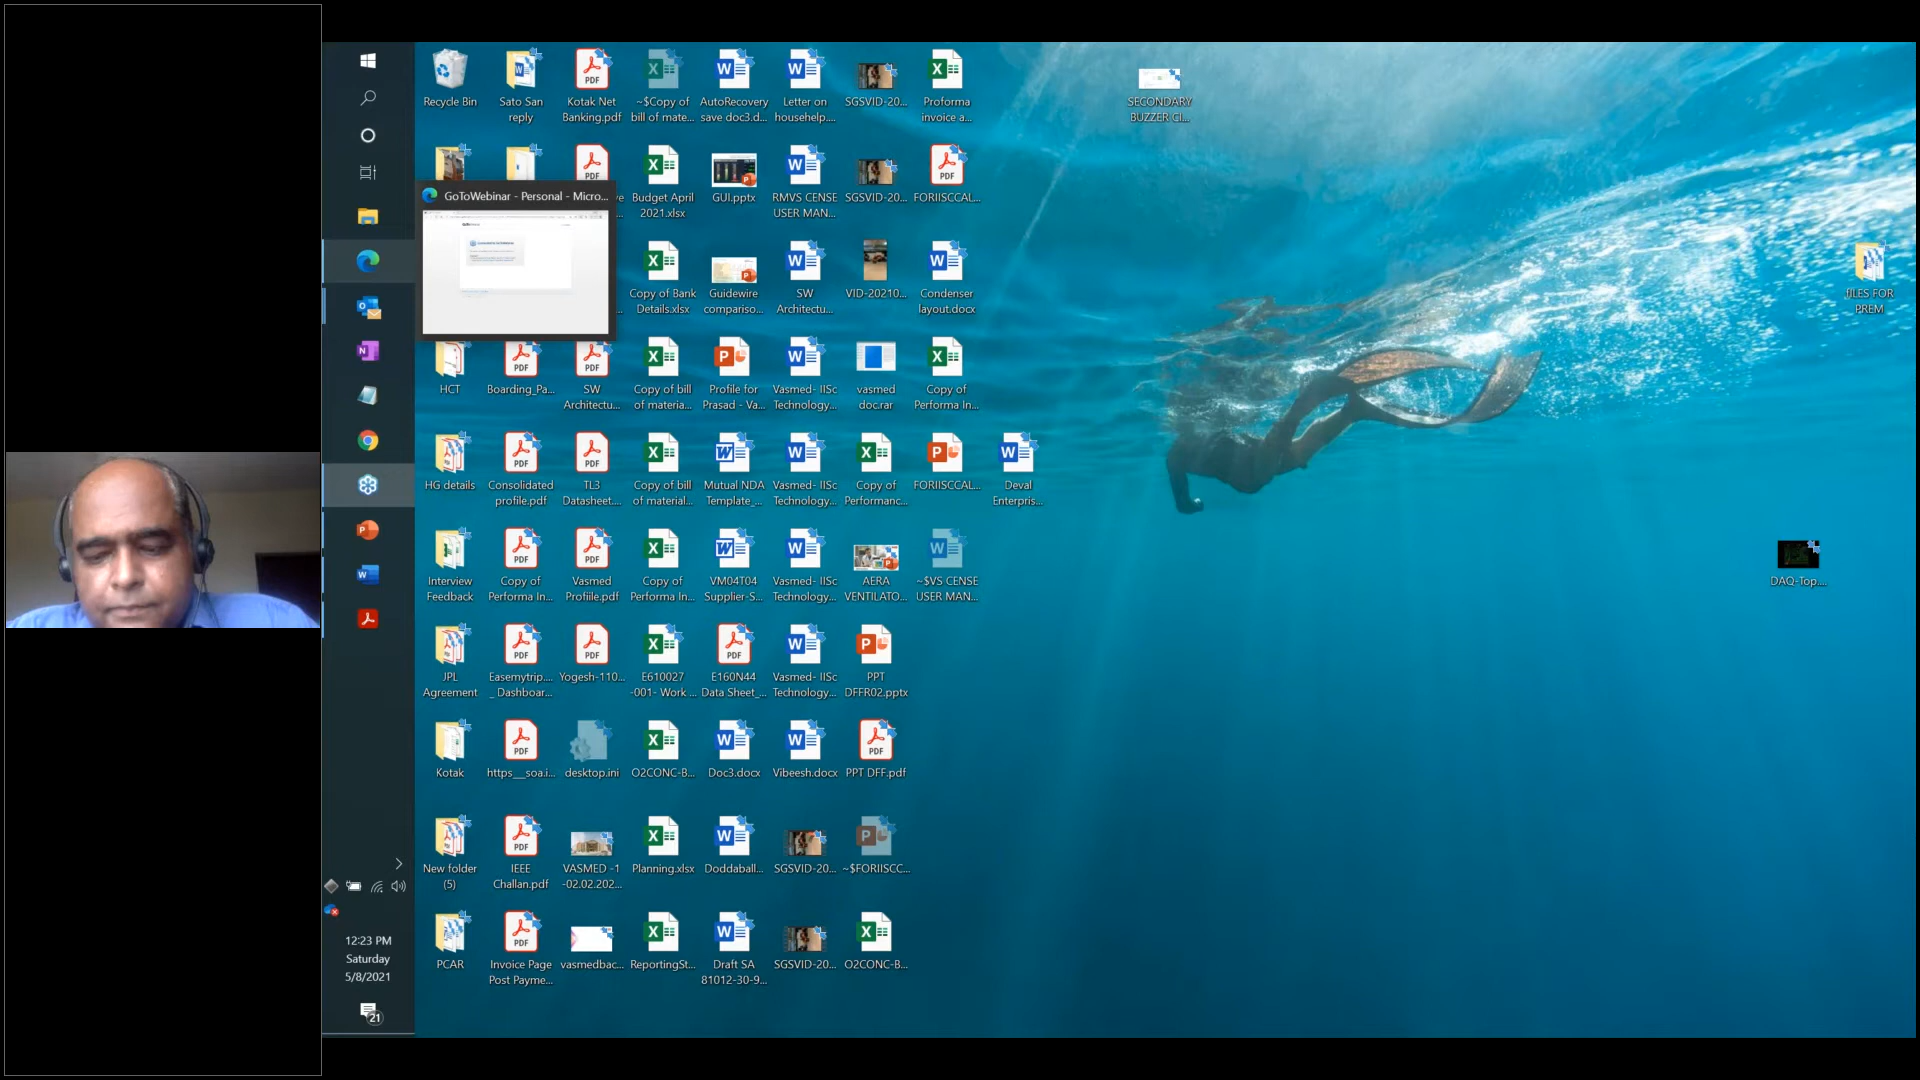 Recycle Bin
Sato San
reply
Kotak Net
Banking.pdf
~$Copy of
bill of mate...
AutoRecovery
save doc3.d...
Letter on
househelp....
SGSVID-20...
Proforma
invoice a...
SECONDARY
BUZZER CI...
GoToWebinar - Personal - Micro...
Budget April
2021.xlsx
GUI.pptx
RMVS CENSE
USER MAN...
SGSVID-20...
FORIISCCAL...
Copy of Bank
Details.xlsx
Guidewire
compariso...
SW
Architectu...
VID-20210...
Condenser
layout.docx
fILES FOR
PREM
HCT
Boarding_Pa...
SW
Architectu...
Copy of bill
of materia...
Profile for
Prasad - Va...
Vasmed- IISc
Technology...
vasmed
doc.rar
Copy of
Performa In...
HG details
Consolidated
profile.pdf
TL3
Datasheet....
Copy of bill
of material...
Mutual NDA
Template_...
Vasmed- IISc
Technology...
Copy of
Performanc...
FORIISCCAL...
Deval
Enterpris...
Interview
Feedback
Copy of
Performa In...
Vasmed
Profiile.pdf
Copy of
Performa In...
VM04T04
Supplier-S...
Vasmed- IISc
Technology...
AERA
VENTILATO...
~$VS CENSE
USER MAN...
DAQ-Top....
JPL
Agreement
Easemytrip....
_ Dashboar...
Yogesh-110...
E610027
-001- Work ...
E160N44
Data Sheet_...
Vasmed- IISc
Technology...
PPT
DFFR02.pptx
Kotak
https__soa.i...
desktop.ini
O2CONC-B...
Doc3.docx
Vibeesh.docx
PPT DFF.pdf
New folder
(5)
IEEE
Challan.pdf
VASMED -1
-02.02.202...
Planning.xlsx
Doddaball...
SGSVID-20...
~$FORIISCC...
PCAR
Invoice Page
Post Payme...
vasmedbac...
ReportingSt...
Draft SA
81012-30-9...
SGSVID-20...
O2CONC-B...
12:23 PM
Saturday
5/8/2021
21